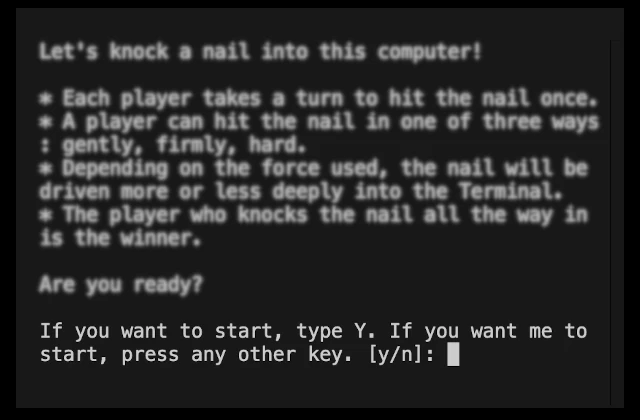 Let's knock a nail into this computer!
* Each player takes a turn to hit the nail once.
* A player can hit the nail in one of three ways
: gently, firmly, hard.
* Depending on the force used, the nail will be
driven more or less deeply into the Terminal.
* The player who knocks the nail all the way in
is the winner.
Are you ready?
If you want to start, type Y. If you want me to
start, press any other key. [y/n]: